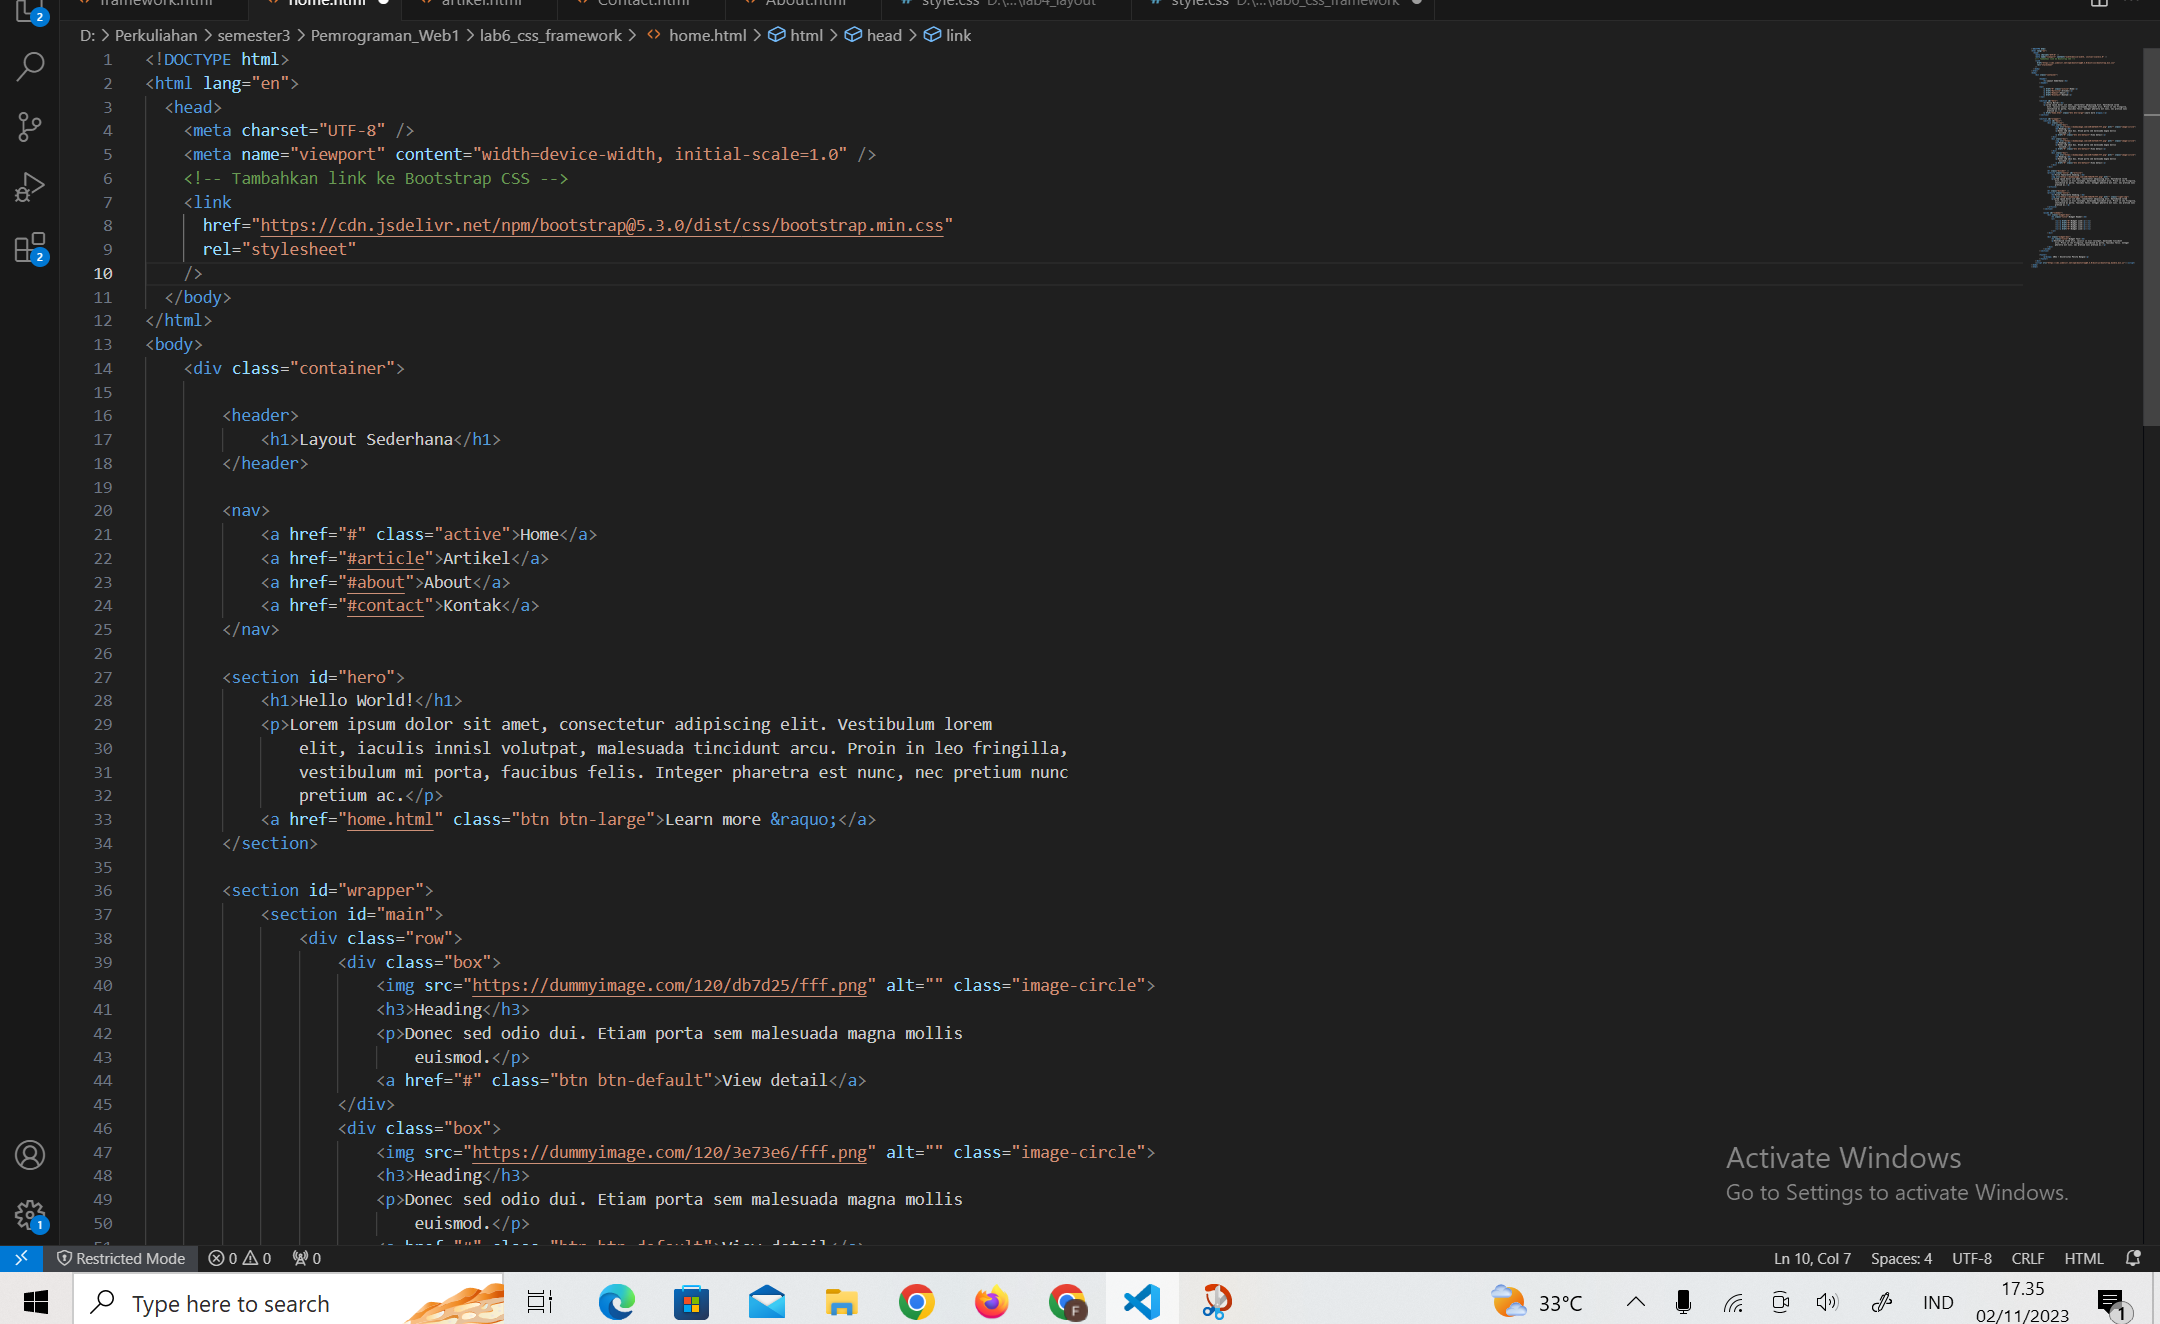 framework.html home.html artikel.html Contact.html About.html style.css D:\...\lab4_layout style.css D:\...\lab6_css_framework
D: > Perkuliahan > semester3 > Pemrograman_Web1 > lab6_css_framework > home.html > html > head > link
1 <!DOCTYPE html>
2 <html lang="en">
3 <head>
4 <meta charset="UTF-8" />
5 <meta name="viewport" content="width=device-width, initial-scale=1.0" />
6 <!-- Tambahkan link ke Bootstrap CSS -->
7 <link
8 href="https://cdn.jsdelivr.net/npm/bootstrap@5.3.0/dist/css/bootstrap.min.css"
9 rel="stylesheet"
10 />
11 </body>
12 </html>
13 <body>
14 <div class="container">
15
16 <header>
17 <h1>Layout Sederhana</h1>
18 </header>
19
20 <nav>
21 <a href="#" class="active">Home</a>
22 <a href="#article">Artikel</a>
23 <a href="#about">About</a>
24 <a href="#contact">Kontak</a>
25 </nav>
26
27 <section id="hero">
28 <h1>Hello World!</h1>
29 <p>Lorem ipsum dolor sit amet, consectetur adipiscing elit. Vestibulum lorem
30 elit, iaculis innisl volutpat, malesuada tincidunt arcu. Proin in leo fringilla,
31 vestibulum mi porta, faucibus felis. Integer pharetra est nunc, nec pretium nunc
32 pretium ac.</p>
33 <a href="home.html" class="btn btn-large">Learn more &raquo;</a>
34 </section>
35
36 <section id="wrapper">
37 <section id="main">
38 <div class="row">
39 <div class="box">
40 <img src="https://dummyimage.com/120/db7d25/fff.png" alt="" class="image-circle">
41 <h3>Heading</h3>
42 <p>Donec sed odio dui. Etiam porta sem malesuada magna mollis
43 euismod.</p>
44 <a href="#" class="btn btn-default">View detail</a>
45 </div>
46 <div class="box">
47 <img src="https://dummyimage.com/120/3e73e6/fff.png" alt="" class="image-circle">
48 <h3>Heading</h3>
49 <p>Donec sed odio dui. Etiam porta sem malesuada magna mollis
50 euismod.</p>
51 <a href="#" class="btn btn-default">View detail</a>
2
2
1
Activate Windows
Go to Settings to activate Windows.
Restricted Mode 0 0 0 Ln 10, Col 7 Spaces: 4 UTF-8 CRLF HTML
Type here to search F 33°C IND 17.35
02/11/2023 1